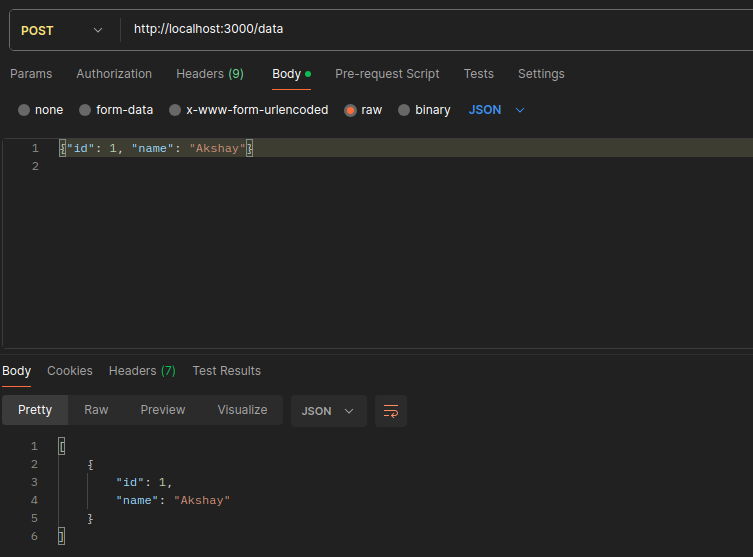 POST http://localhost:3000/data
Params Authorization Headers (9) Body Pre-request Script Tests Settings
none form-data x-www-form-urlencoded raw binary JSON
1 {"id": 1, "name": "Akshay"}
2
Body Cookies Headers (7) Test Results
Pretty Raw Preview Visualize JSON
1 [
2 {
3 "id": 1,
4 "name": "Akshay"
5 }
6 ]